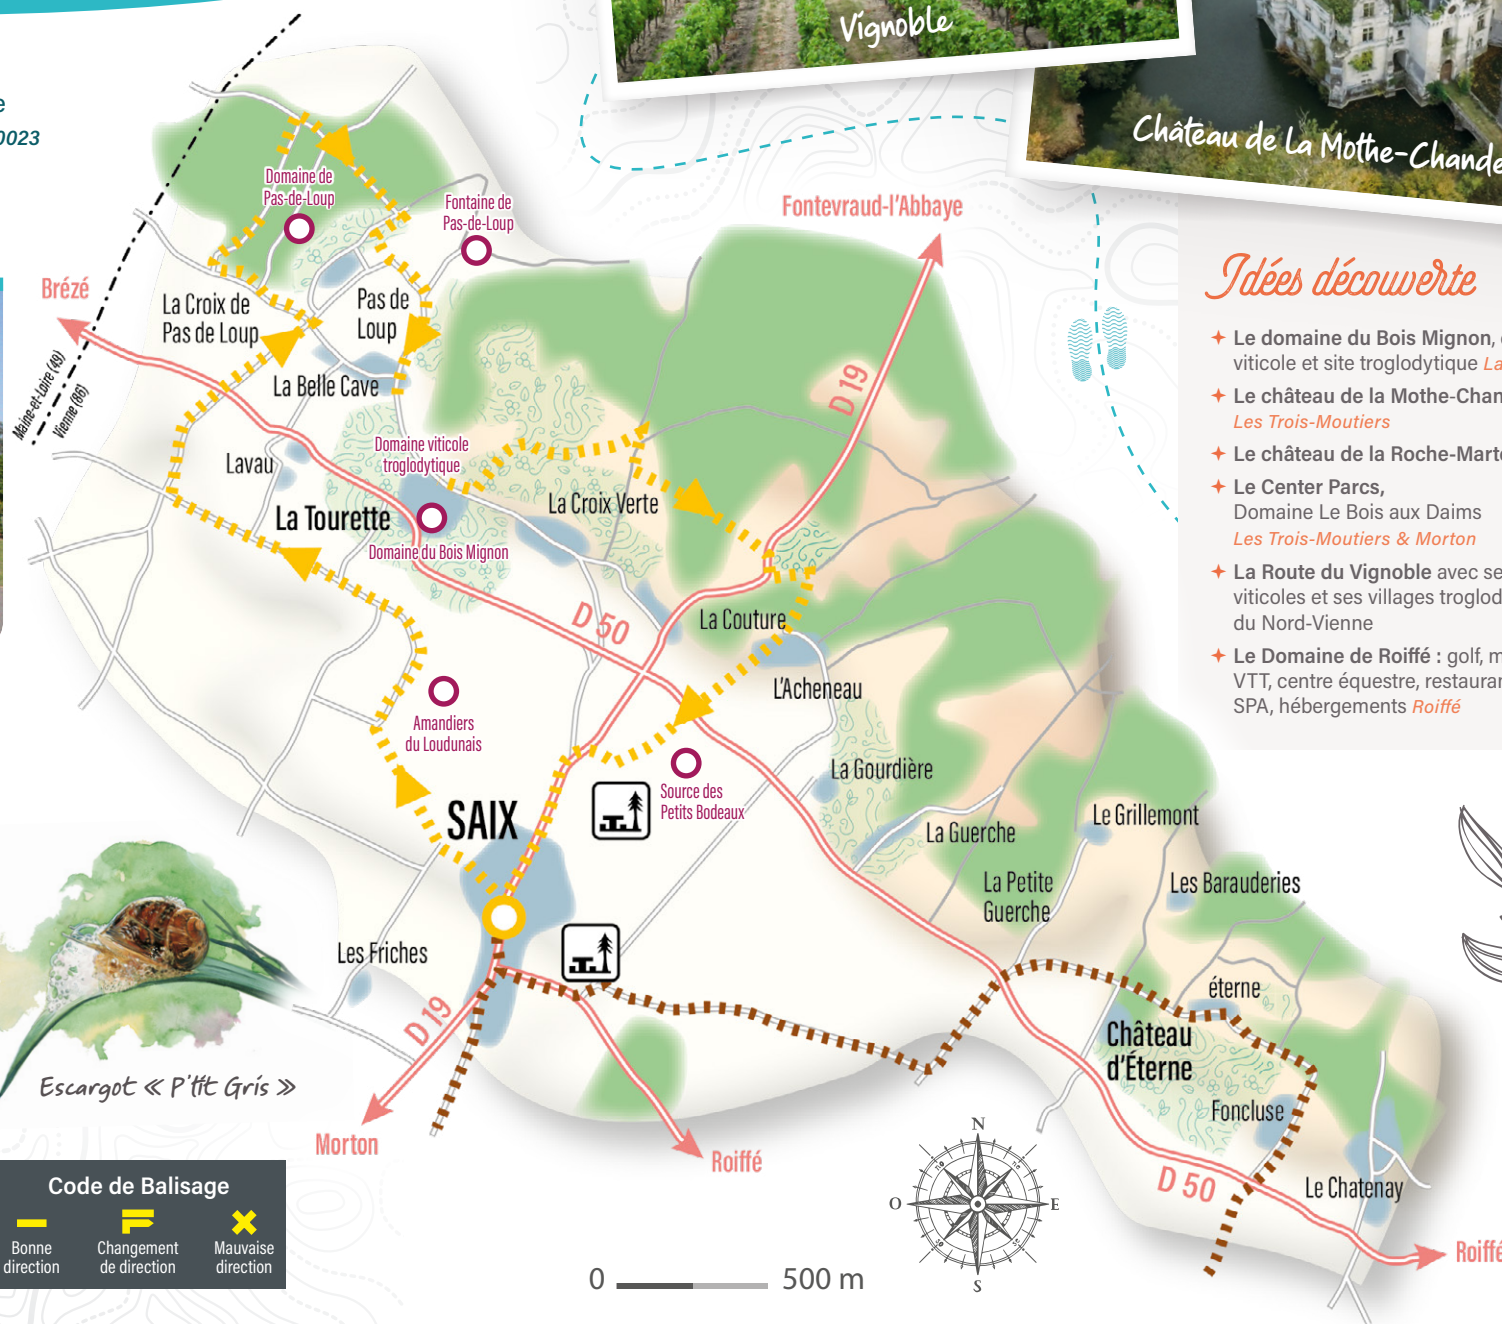 0023
Vignoble
Château de La Mothe-Chande
Fontevraud-l'Abbaye
Domaine de
Pas-de-Loup
Fontaine de
Pas-de-Loup
Brézé
La Croix de
Pas de Loup
Pas de
Loup
Maine-et-Loire (49)
Vienne (86)
La Belle Cave
D 19
Lavau
Domaine viticole
troglodytique
La Tourette
La Croix Verte
Domaine du Bois Mignon
D 50
La Couture
L'Acheneau
Amandiers
du Loudunais
SAIX
Source des
Petits Bodeaux
La Gourdière
La Guerche
Le Grillemont
La Petite
Guerche
Les Barauderies
Les Friches
éterne
D 19
Château
d'Éterne
Foncluse
Morton
Roiffé
D 50
Le Chatenay
Roiffé
Idées découverte
Le domaine du Bois Mignon,
viticole et site troglodytique La
Le château de la Mothe-Chan
Les Trois-Moutiers
Le château de la Roche-Mart
Le Center Parcs,
Domaine Le Bois aux Daims
Les Trois-Moutiers & Morton
La Route du Vignoble avec se
viticoles et ses villages troglod
du Nord-Vienne
Le Domaine de Roiffé : golf, m
VTT, centre équestre, restauran
SPA, hébergements Roiffé
Escargot « P'tit Gris »
Code de Balisage
Bonne
direction
Changement
de direction
Mauvaise
direction
0 500 m
N
O E
S